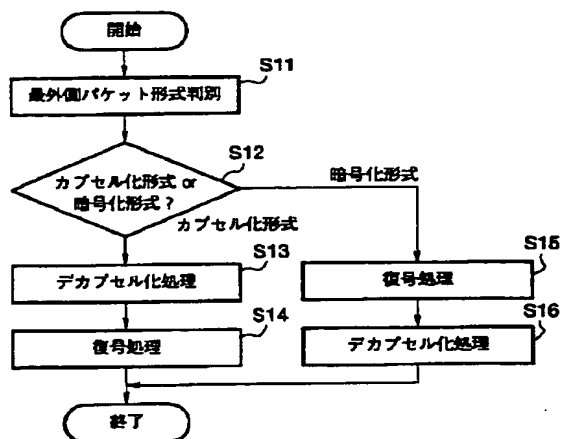 開始
S11
最外側パケット形式判別
S12
カプセル化形式 or
暗号化形式？
暗号化形式
カプセル化形式
S13
デカプセル化処理
S15
復号処理
S14
復号処理
S16
デカプセル化処理
終了